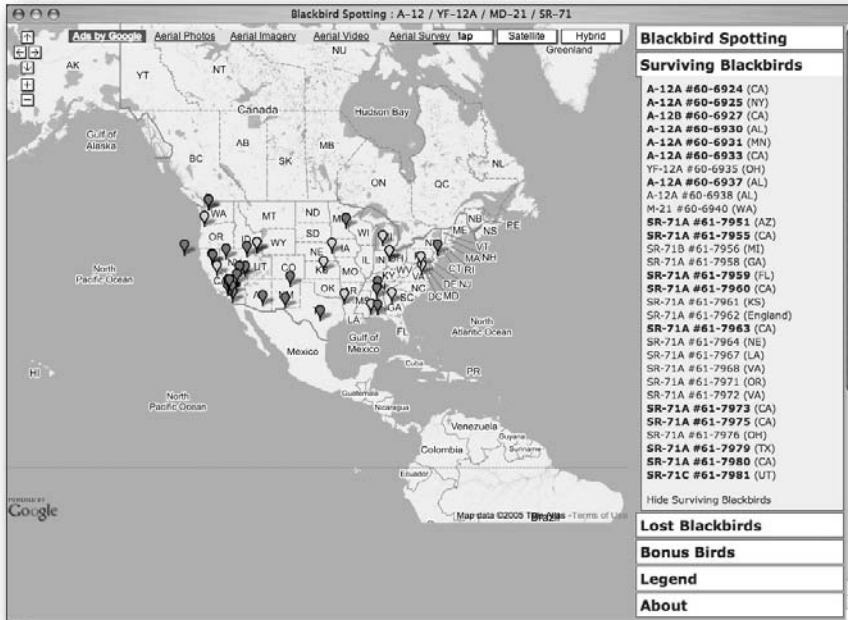 Blackbird Spotting : A-12 / YF-12A / MD-21 / SR-71
Ads by Google Aerial Photos Aerial Imagery Aerial Video Aerial Survey
Satellite
Hybrid
Greenland
NU
AK
YT
NT
Canada
Hudson Bay
Gulf of
Alaska
BC
AB
SK
MB
ON
QC
NL
NB
PE
NS
ME
WA
MT
ND
OR
SD
WI
WY
NE
IA
UT
CO
KS
MO
IL
IN
OH
KY
WV
VA
NC
SC
GA
OK
MS
LA
FL
VT
NH
MA
RI
CT
NJ
DE
MD
DC
North
Pacific Ocean
North
Atlantic Ocean
Gulf of
Mexico
Mexico
Cuba
PR
HI
North
Pacific Ocean
Guatemala
Nicaragua
Venezuela
Guyana
Suriname
Colombia
Ecuador
Brazil
POWERED BY
Google
Map data ©2005 Tele Atlas - Terms of Use
Blackbird Spotting
Surviving Blackbirds
A-12A #60-6924 (CA)
A-12A #60-6925 (NY)
A-12B #60-6927 (CA)
A-12A #60-6930 (AL)
A-12A #60-6931 (MN)
A-12A #60-6933 (CA)
YF-12A #60-6935 (OH)
A-12A #60-6937 (AL)
A-12A #60-6938 (AL)
M-21 #60-6940 (WA)
SR-71A #61-7951 (AZ)
SR-71A #61-7955 (CA)
SR-71B #61-7956 (MI)
SR-71A #61-7958 (GA)
SR-71A #61-7959 (FL)
SR-71A #61-7960 (CA)
SR-71A #61-7961 (KS)
SR-71A #61-7962 (England)
SR-71A #61-7963 (CA)
SR-71A #61-7964 (NE)
SR-71A #61-7967 (LA)
SR-71A #61-7968 (VA)
SR-71A #61-7971 (OR)
SR-71A #61-7972 (VA)
SR-71A #61-7973 (CA)
SR-71A #61-7975 (CA)
SR-71A #61-7976 (OH)
SR-71A #61-7979 (TX)
SR-71A #61-7980 (CA)
SR-71C #61-7981 (UT)
Hide Surviving Blackbirds
Lost Blackbirds
Bonus Birds
Legend
About